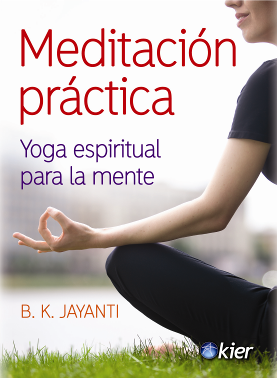 Meditación
práctica
Yoga espiritual
para la mente
B. K. JAYANTI
kier